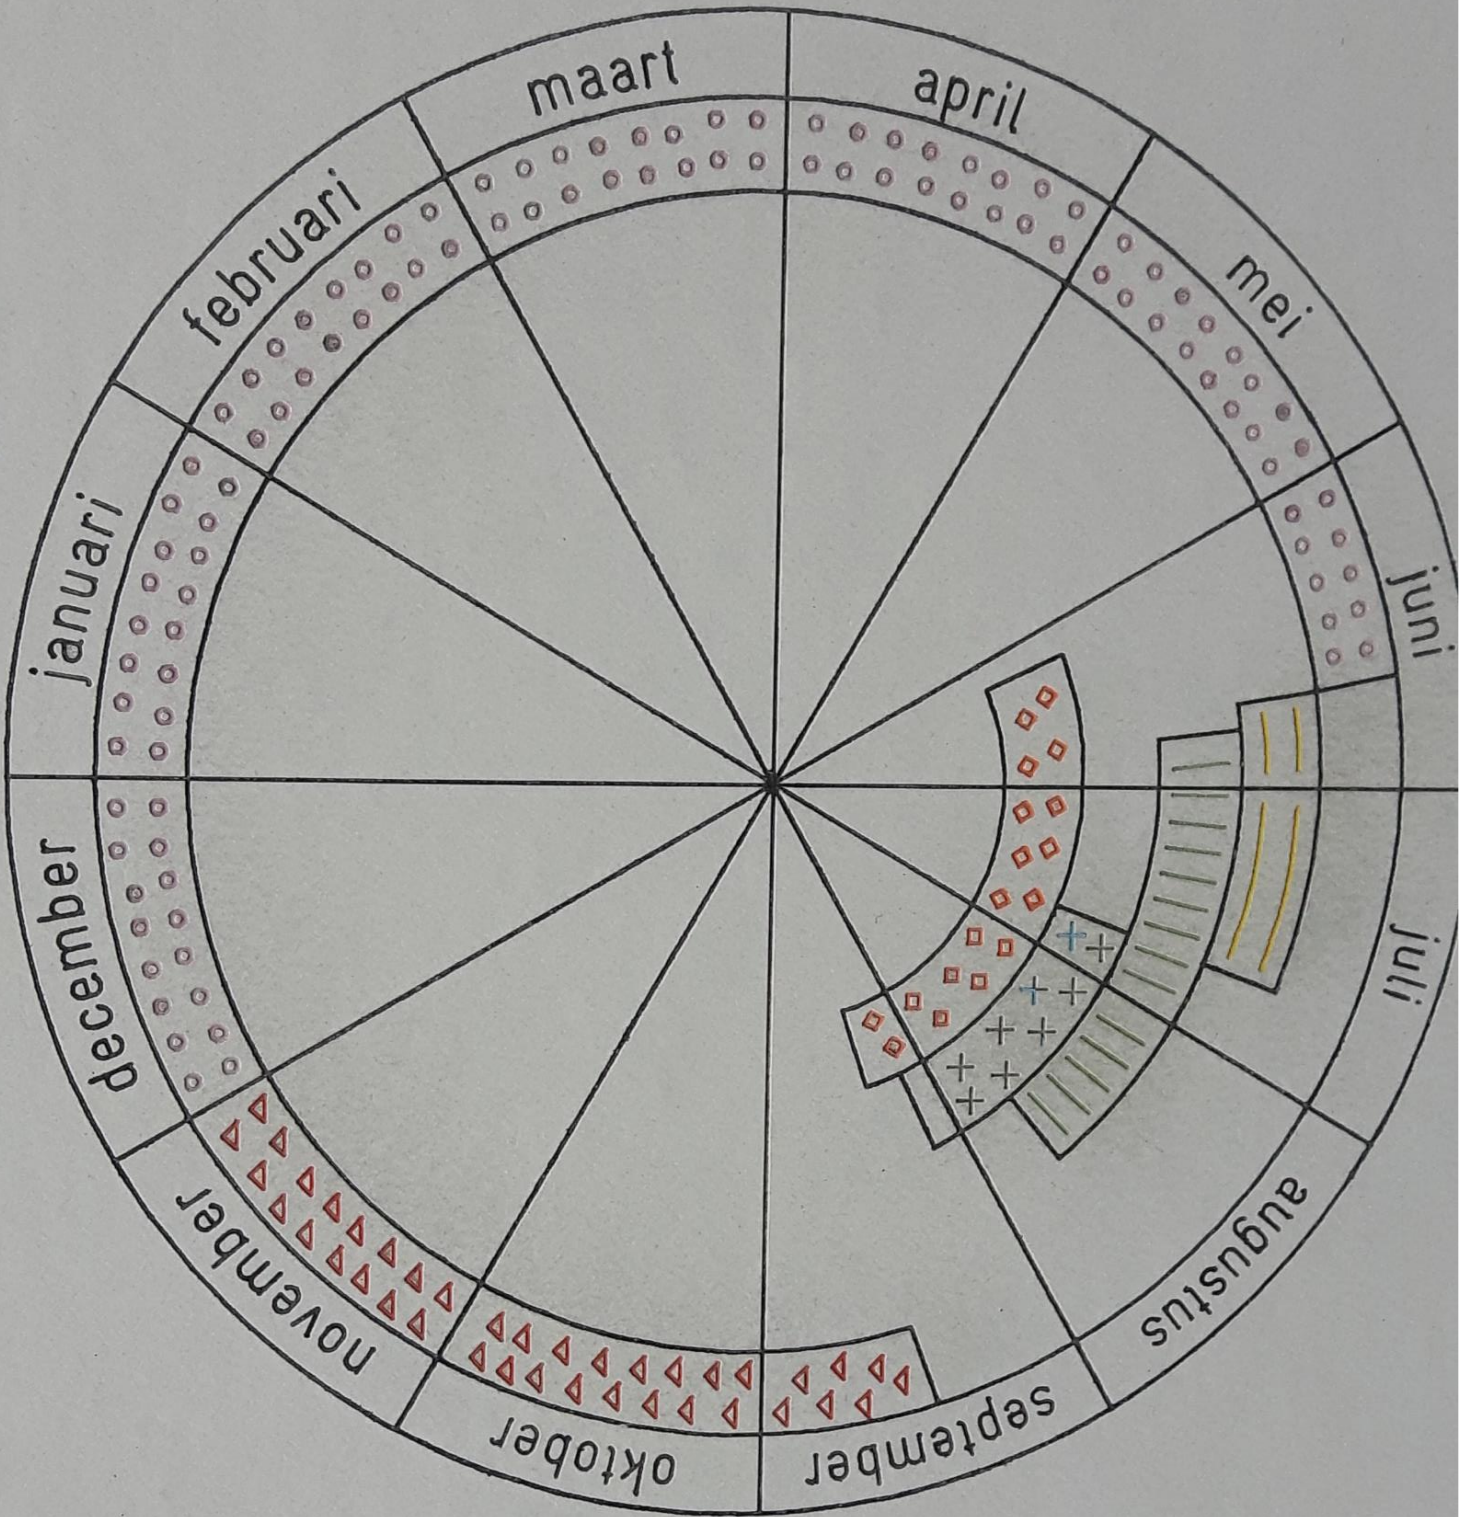 januari
februari
maart
april
mei
juni
juli
augustus
september
oktober
november
december